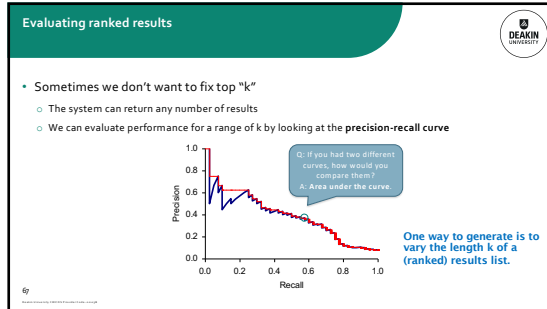 Evaluating ranked results
DEAKIN
UNIVERSITY
• Sometimes we don't want to fix top "k"
o The system can return any number of results
o We can evaluate performance for a range of k by looking at the precision-recall curve
1.0
0.8
0.6
0.4
0.2
0.0
Precision
0.0 0.2 0.4 0.6 0.8 1.0
Recall
Q: If you had two different
curves, how would you
compare them?
A: Area under the curve.
One way to generate is to
vary the length k of a
(ranked) results list.
67